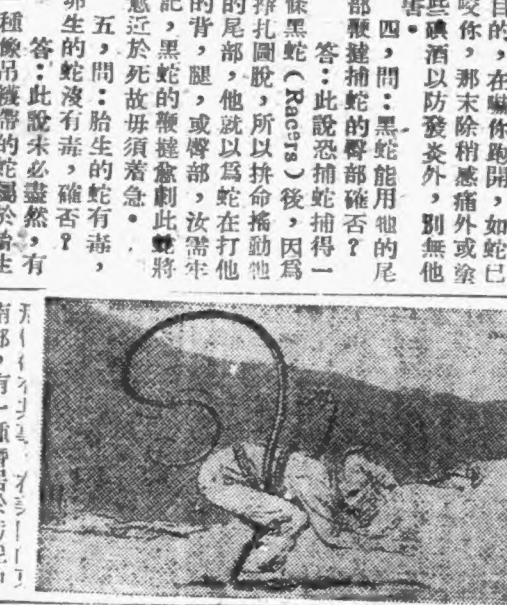 目的，在嚇你跑開，如蛇已
咬你，那末除稍感痛外或塗
些碘酒以防發炎外，別無他
害。
四，問：黑蛇能用牠的尾
部鞭撻捕蛇的臀部確否？
答：此說恐捕蛇捕得一
條黑蛇（Racers）後，因爲
掙扎圖脫，所以拚命搖動牠
的尾部，他就以爲蛇在打他
的背，腿，或臀部，汝需牢
記，黑蛇的鞭撻愈劇此蛇將
愈近於死故毋須着急。
五，問：胎生的蛇有毒，
卵生的蛇沒有毒，確否？
答：此說未必盡然，有
種像吊襪帶的蛇屬於胎生
南部，有一種